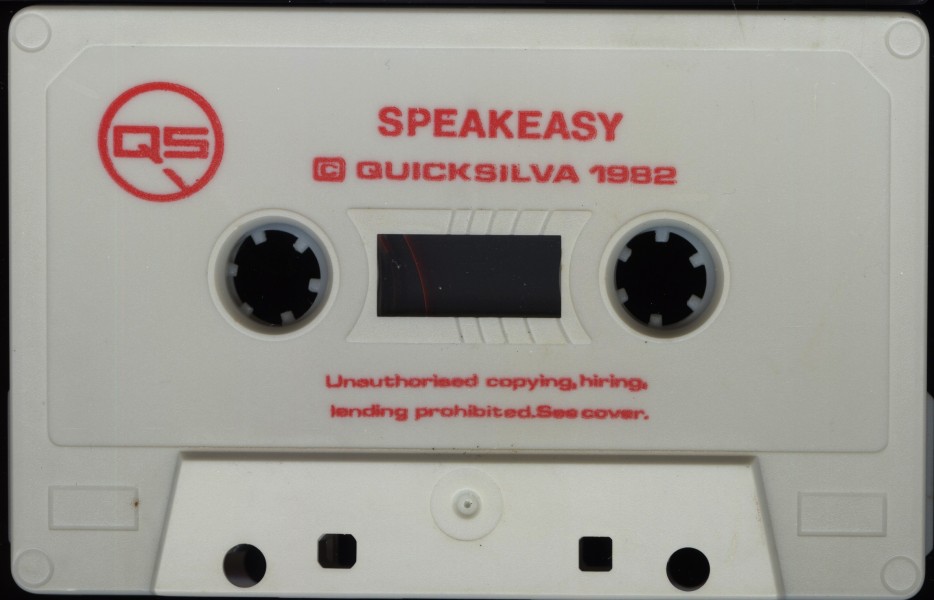 QS
SPEAKEASY
© QUICKSILVA 1982
Unauthorised copying, hiring,
lending prohibited. See cover.